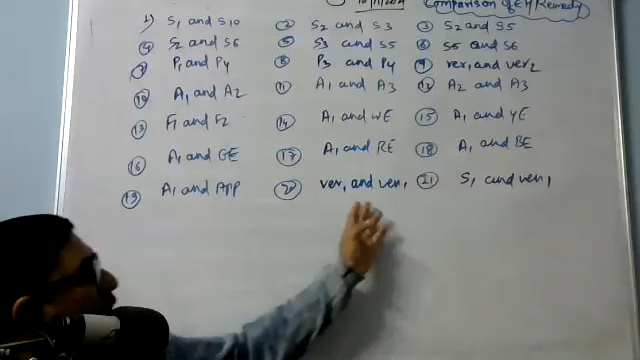 Comparison of EH Remedy
1) S1 and S10 ② S2 and S3 ③ S2 and S5
④ S2 and S6 ⑤ S3 and S5 ⑥ S5 and S6
⑦ P1 and P4 ⑧ P3 and P4 ⑨ ver1 and ver2
⑩ A1 and A2 ⑪ A1 and A3 ⑫ A2 and A3
⑬ F1 and F2 ⑭ A1 and WE ⑮ A1 and YE
⑯ A1 and GE ⑰ A1 and RE ⑱ A1 and BE
⑲ A1 and APP ⑳ ver1 and ven1 ㉑ S1 and ven1